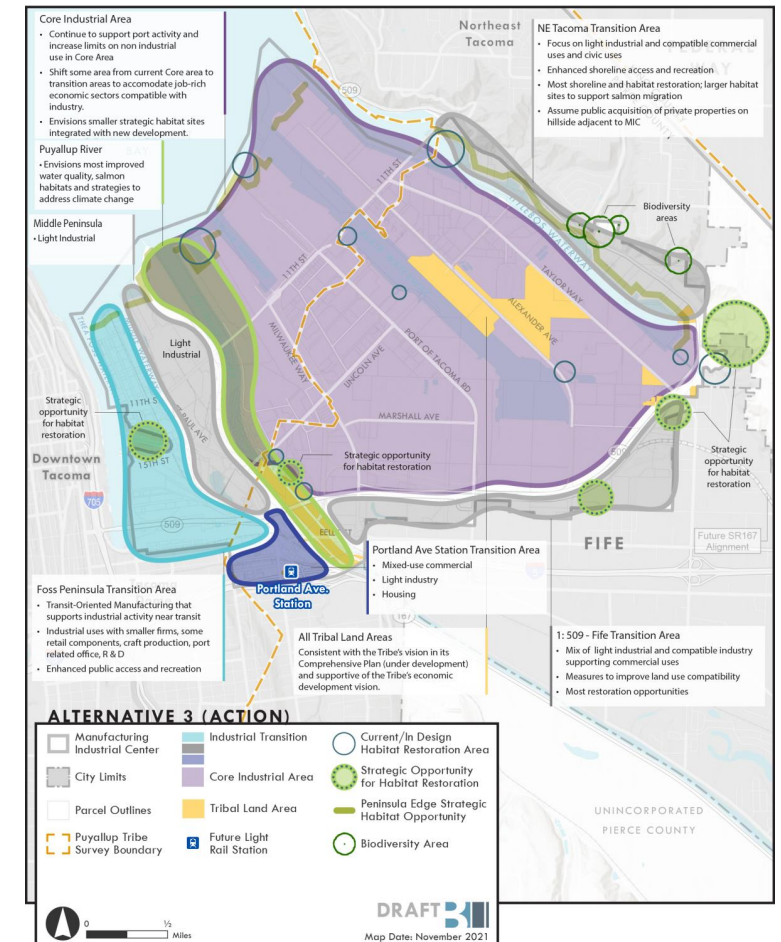 Core Industrial Area
• Continue to support port activity and
increase limits on non industrial
use in Core Area
• Shift some area from current Core area to
transition areas to accomodate job-rich
economic sectors compatible with
industry.
• Envisions smaller strategic habitat sites
integrated with new development.
Puyallup River
• Envisions most improved
water quality, salmon
habitats and strategies to
address climate change
Middle Peninsula
• Light Industrial
Northeast
Tacoma
NE Tacoma Transition Area
• Focus on light industrial and compatible commercial
uses and civic uses
• Enhanced shoreline access and recreation
• Most shoreline and habitat restoration; larger habitat
sites to support salmon migration
• Assume public acquisition of private properties on
hillside adjacent to MIC
509
11TH ST
Biodiversity
areas
HYLEBOS WATERWAY
TAYLOR WAY
ALEXANDER AVE
11TH ST
PORT OF TACOMA RD
MILWAUKEE WAY
LINCOLN AVE
MARSHALL AVE
Light
Industrial
ST PAUL AVE
11TH S
15TH ST
Strategic
opportunity
for habitat
restoration
Downtown
Tacoma
705
509
Strategic opportunity
for habitat restoration
Strategic
opportunity
for habitat
restoration
FIFE
Future SR167
Alignment
5
167
Portland Ave.
Station
Portland Ave Station Transition Area
• Mixed-use commercial
• Light industry
• Housing
Foss Peninsula Transition Area
• Transit-Oriented Manufacturing that
supports industrial activity near transit
• Industrial uses with smaller firms, some
retail components, craft production, port
related office, R & D
• Enhanced public access and recreation
All Tribal Land Areas
Consistent with the Tribe's vision in its
Comprehensive Plan (under development)
and supportive of the Tribe's economic
development vision.
1: 509 - Fife Transition Area
• Mix of light industrial and compatible industry
supporting commercial uses
• Measures to improve land use compatibility
• Most restoration opportunities
UNINCORPORATED
PIERCE COUNTY
ALTERNATIVE 3 (ACTION)
Manufacturing
Industrial Center
City Limits
Parcel Outlines
Puyallup Tribe
Survey Boundary
Industrial Transition
Core Industrial Area
Tribal Land Area
Future Light
Rail Station
Current/In Design
Habitat Restoration Area
Strategic Opportunity
for Habitat Restoration
Peninsula Edge Strategic
Habitat Opportunity
Biodiversity Area
0 ½
Miles
DRAFT
Map Date: November 2021